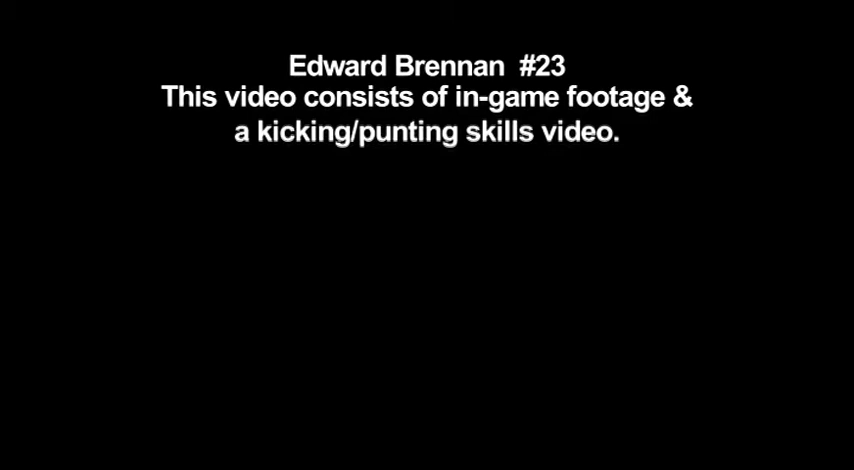 Edward Brennan  #23
This video consists of in-game footage &
a kicking/punting skills video.